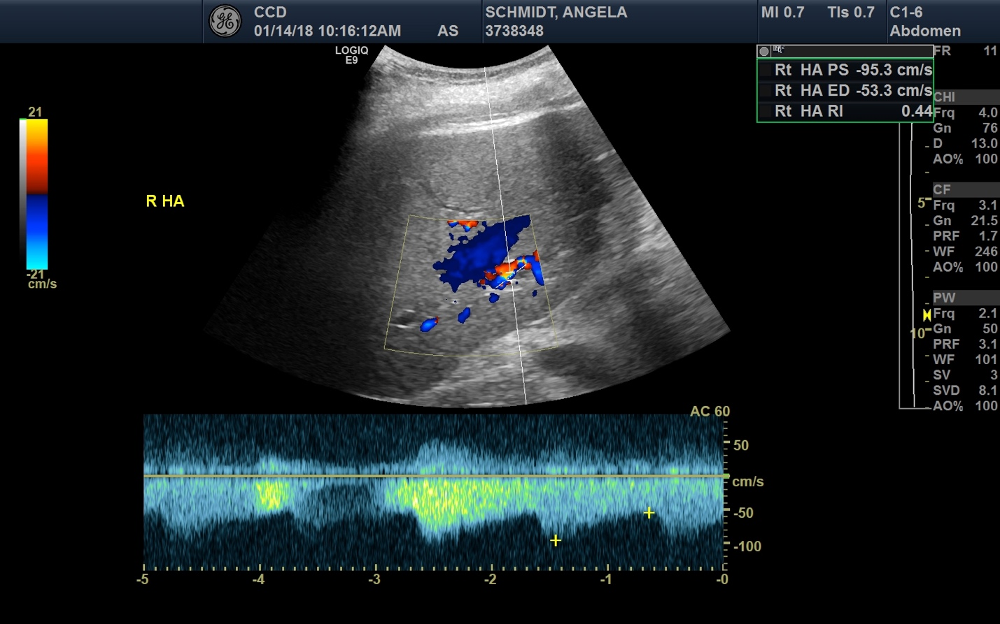 CCD
01/14/18 10:16:12AM AS
SCHMIDT, ANGELA
3738348
MI 0.7 TIs 0.7
C1-6
Abdomen
LOGIQ
E9
Rt HA PS -95.3 cm/s
Rt HA ED -53.3 cm/s
Rt HA RI 0.44
FR 11
CHI
Frq 4.0
Gn 76
D 13.0
AO% 100
CF
Frq 3.1
Gn 21.5
PRF 1.7
WF 246
AO% 100
PW
Frq 2.1
Gn 50
PRF 3.1
WF 101
SV 3
SVD 8.1
AO% 100
21
-21
cm/s
R HA
5
10
AC 60
50
cm/s
-50
-100
-5 -4 -3 -2 -1 -0